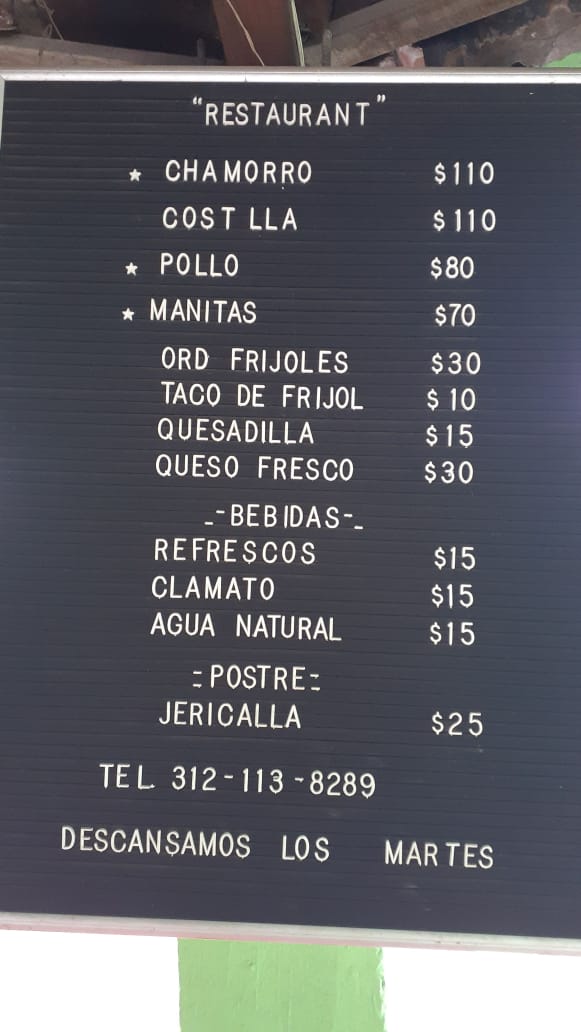 "RESTAURANT"
★ CHAMORRO $110
COST LLA $110
★ POLLO $80
★ MANITAS $70
ORD FRIJOLES $30
TACO DE FRIJOL $10
QUESADILLA $15
QUESO FRESCO $30
_-BEBIDAS-_
REFRESCOS $15
CLAMATO $15
AGUA NATURAL $15
=POSTRE=
JERICALLA $25
TEL. 312-113-8289
DESCANSAMOS LOS MARTES